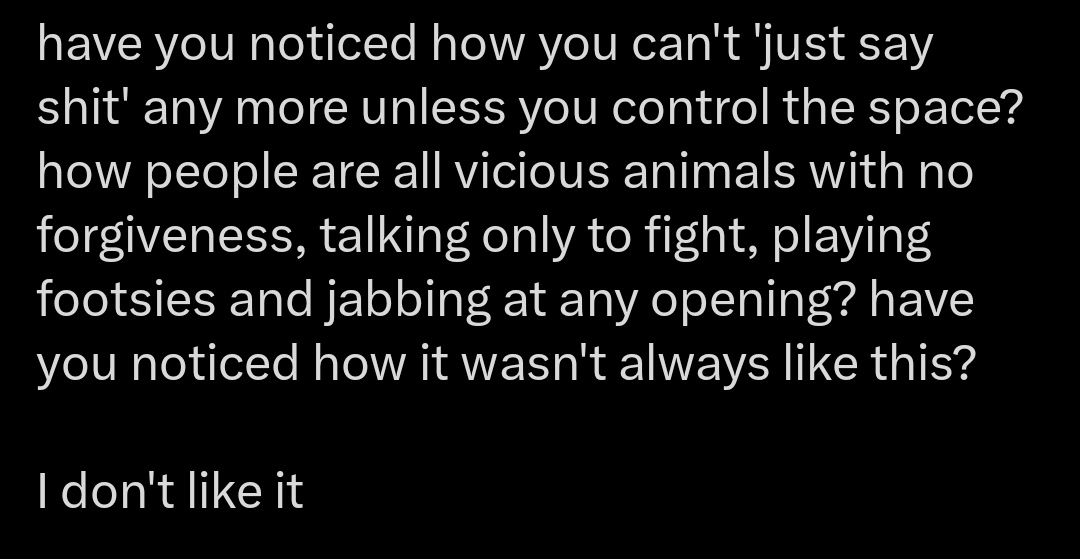 have you noticed how you can't 'just say
shit' any more unless you control the space?
how people are all vicious animals with no
forgiveness, talking only to fight, playing
footsies and jabbing at any opening? have
you noticed how it wasn't always like this?

I don't like it